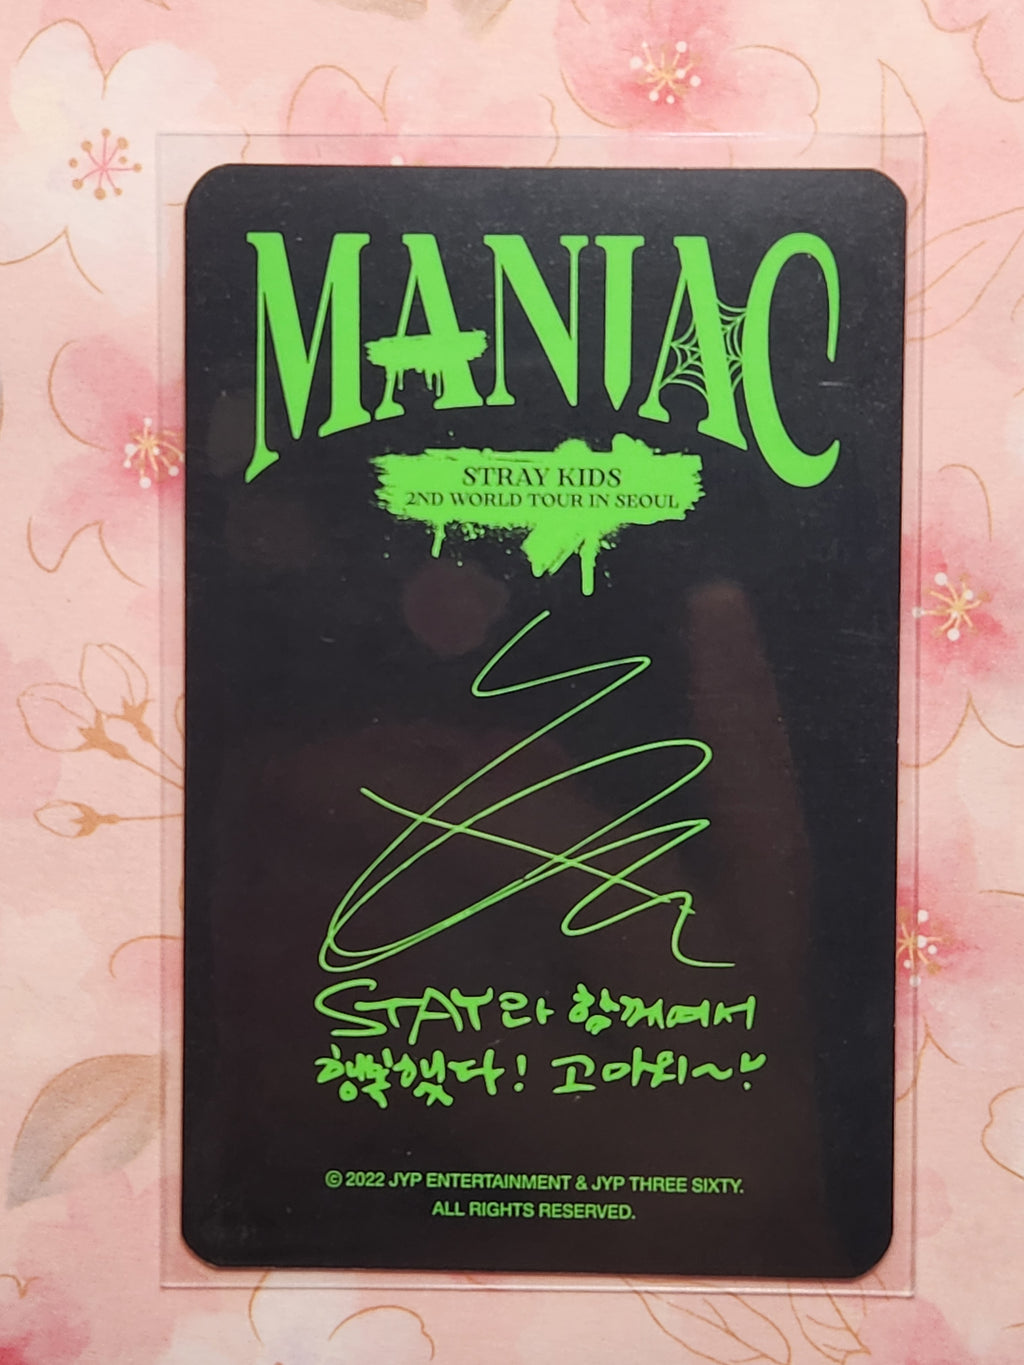 MANIAC
STRAY KIDS
2ND WORLD TOUR IN SEOUL
STAY라 함께여서
행복했다! 고마워~!
© 2022 JYP ENTERTAINMENT & JYP THREE SIXTY.
ALL RIGHTS RESERVED.